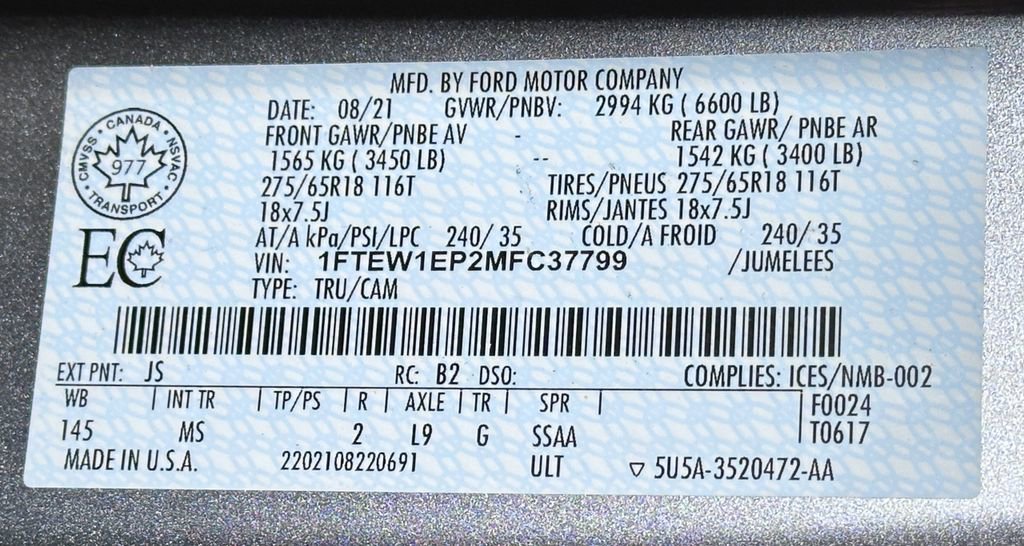 MFD. BY FORD MOTOR COMPANY
DATE: 08/21 GVWR/PNBV: 2994 KG ( 6600 LB)
FRONT GAWR/PNBE AV - REAR GAWR/ PNBE AR
1565 KG ( 3450 LB) -- 1542 KG ( 3400 LB)
275/65R18 116T TIRES/PNEUS 275/65R18 116T
18x7.5J RIMS/JANTES 18x7.5J
AT/A kPa/PSI/LPC 240/ 35 COLD/A FROID 240/ 35
VIN: 1FTEW1EP2MFC37799 /JUMELEES
TYPE: TRU/CAM
CANADA
CMVSS • NSVAC
977
TRANSPORT
EC
EXT PNT: JS RC: B2 DSO: COMPLIES: ICES/NMB-002
WB | INT TR | TP/PS | R | AXLE | TR | SPR | F0024
145 MS 2 L9 G SSAA T0617
MADE IN U.S.A. 2202108220691 ULT ▽ 5U5A-3520472-AA